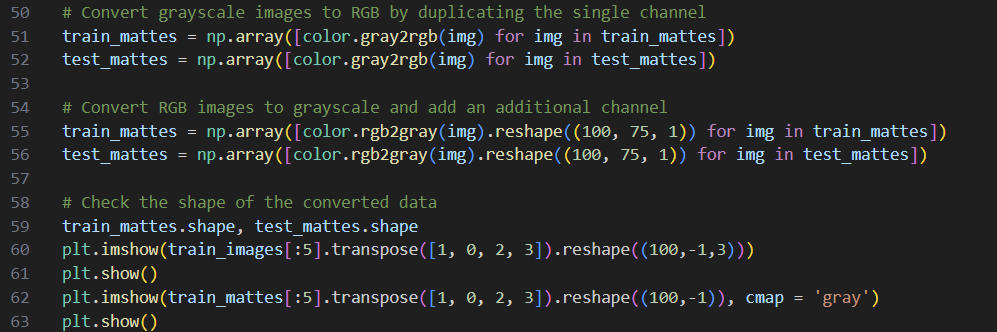 50 # Convert grayscale images to RGB by duplicating the single channel
51 train_mattes = np.array([color.gray2rgb(img) for img in train_mattes])
52 test_mattes = np.array([color.gray2rgb(img) for img in test_mattes])
53
54 # Convert RGB images to grayscale and add an additional channel
55 train_mattes = np.array([color.rgb2gray(img).reshape((100, 75, 1)) for img in train_mattes])
56 test_mattes = np.array([color.rgb2gray(img).reshape((100, 75, 1)) for img in test_mattes])
57
58 # Check the shape of the converted data
59 train_mattes.shape, test_mattes.shape
60 plt.imshow(train_images[:5].transpose([1, 0, 2, 3]).reshape((100,-1,3)))
61 plt.show()
62 plt.imshow(train_mattes[:5].transpose([1, 0, 2, 3]).reshape((100,-1)), cmap = 'gray')
63 plt.show()